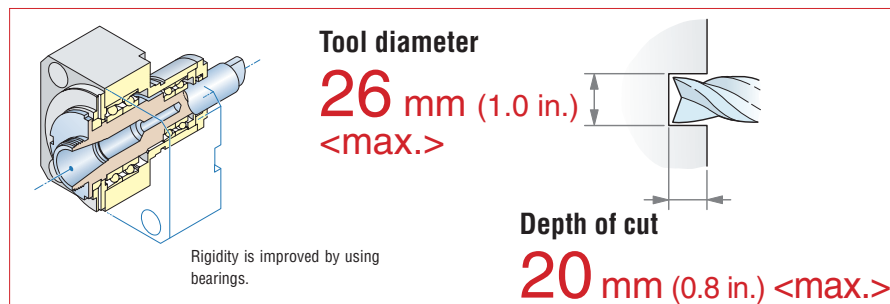 Tool diameter
26 mm (1.0 in.)
<max.>
Rigidity is improved by using
bearings.
Depth of cut
20 mm (0.8 in.) <max.>